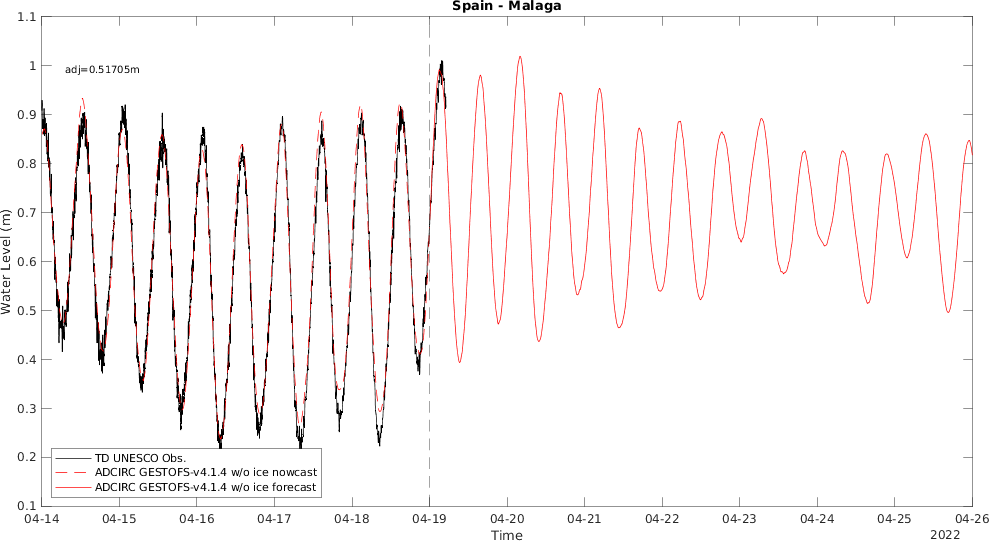 Spain - Malaga
1.1
1
0.9
0.8
0.7
0.6
0.5
0.4
0.3
0.2
0.1
Water Level (m)
adj=0.51705m
TD UNESCO Obs.
ADCIRC GESTOFS-v4.1.4 w/o ice nowcast
ADCIRC GESTOFS-v4.1.4 w/o ice forecast
04-14 04-15 04-16 04-17 04-18 04-19 04-20 04-21 04-22 04-23 04-24 04-25 04-26
Time
2022